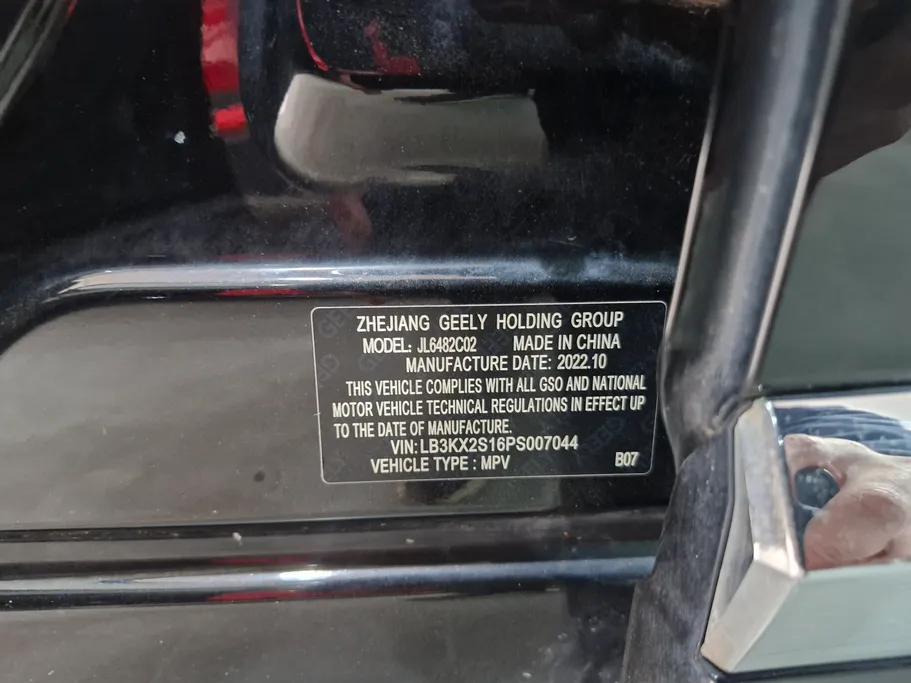 ZHEJIANG GEELY HOLDING GROUP
MODEL: JL6482C02 MADE IN CHINA
MANUFACTURE DATE: 2022.10
THIS VEHICLE COMPLIES WITH ALL GSO AND NATIONAL
MOTOR VEHICLE TECHNICAL REGULATIONS IN EFFECT UP
TO THE DATE OF MANUFACTURE.
VIN: LB3KX2S16PS007044
VEHICLE TYPE : MPV B07